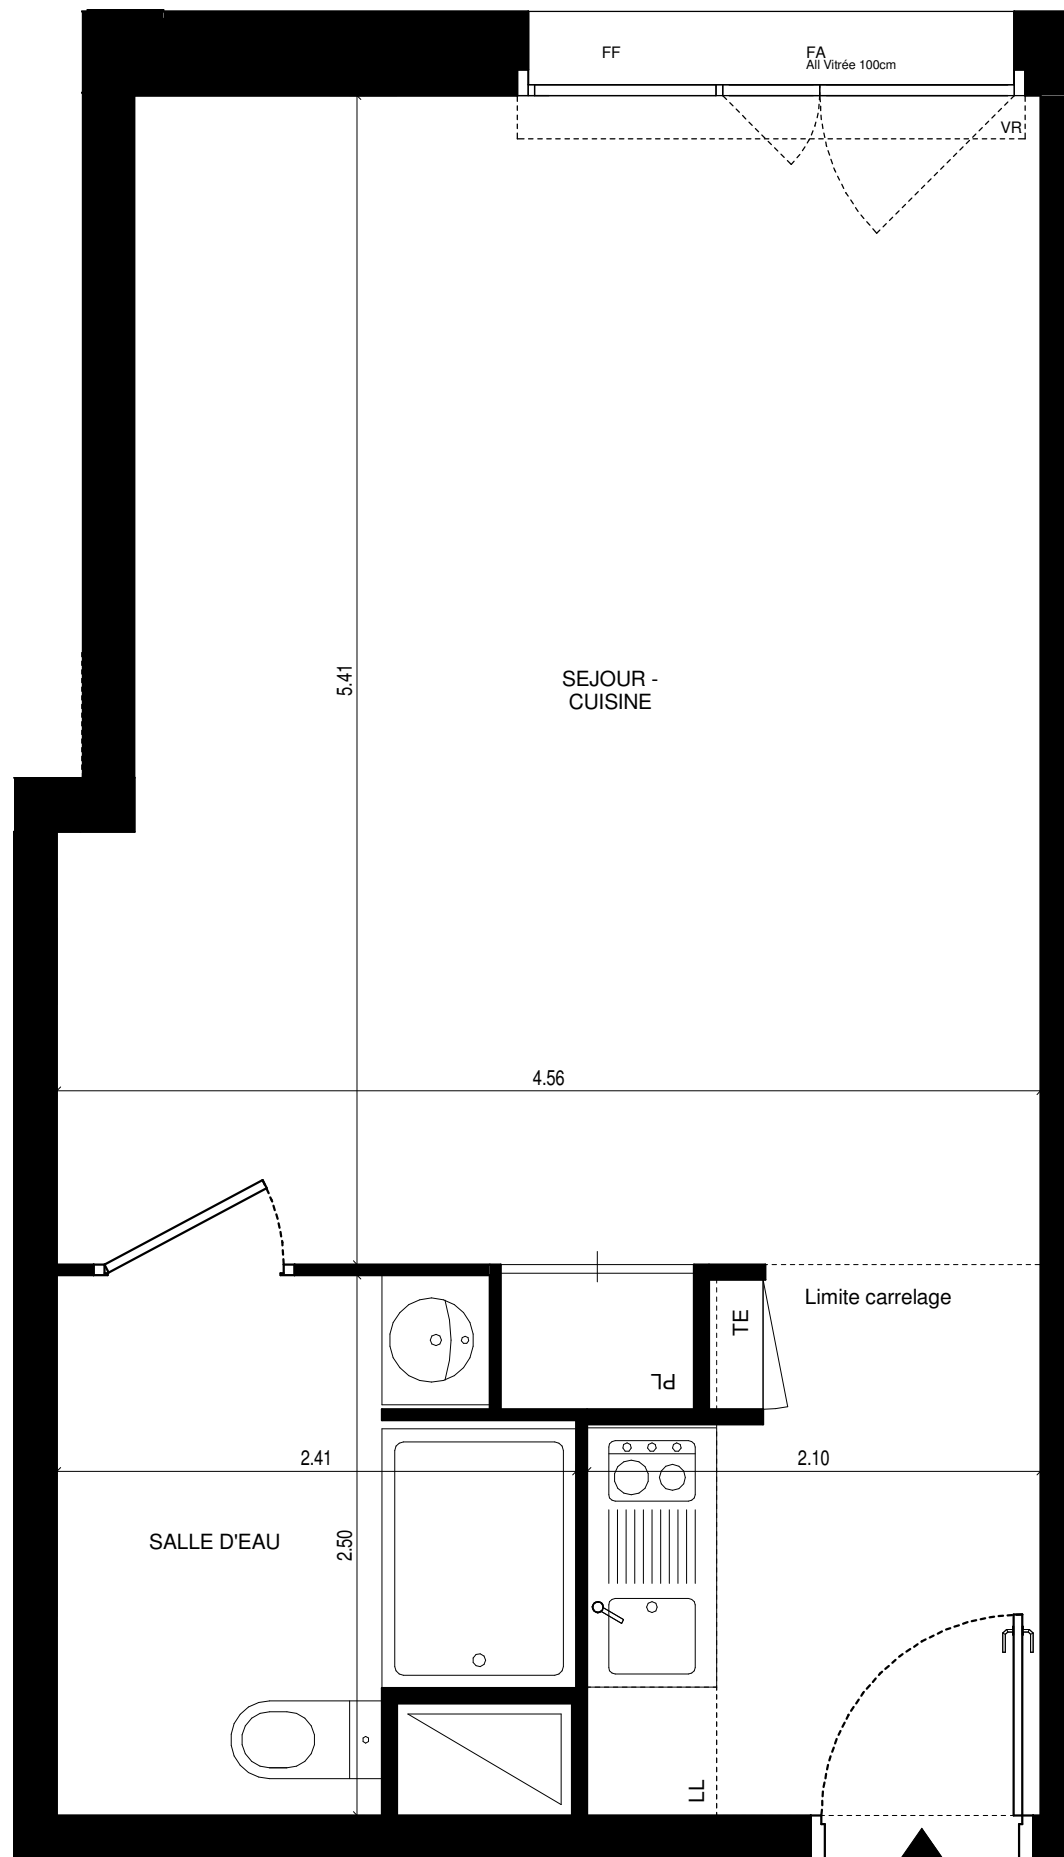 FF
FA
All Vitrée 100cm
VR
5.41
SEJOUR -
CUISINE
4.56
Limite carrelage
TE
PL
2.41
2.10
SALLE D'EAU
2.50
LL